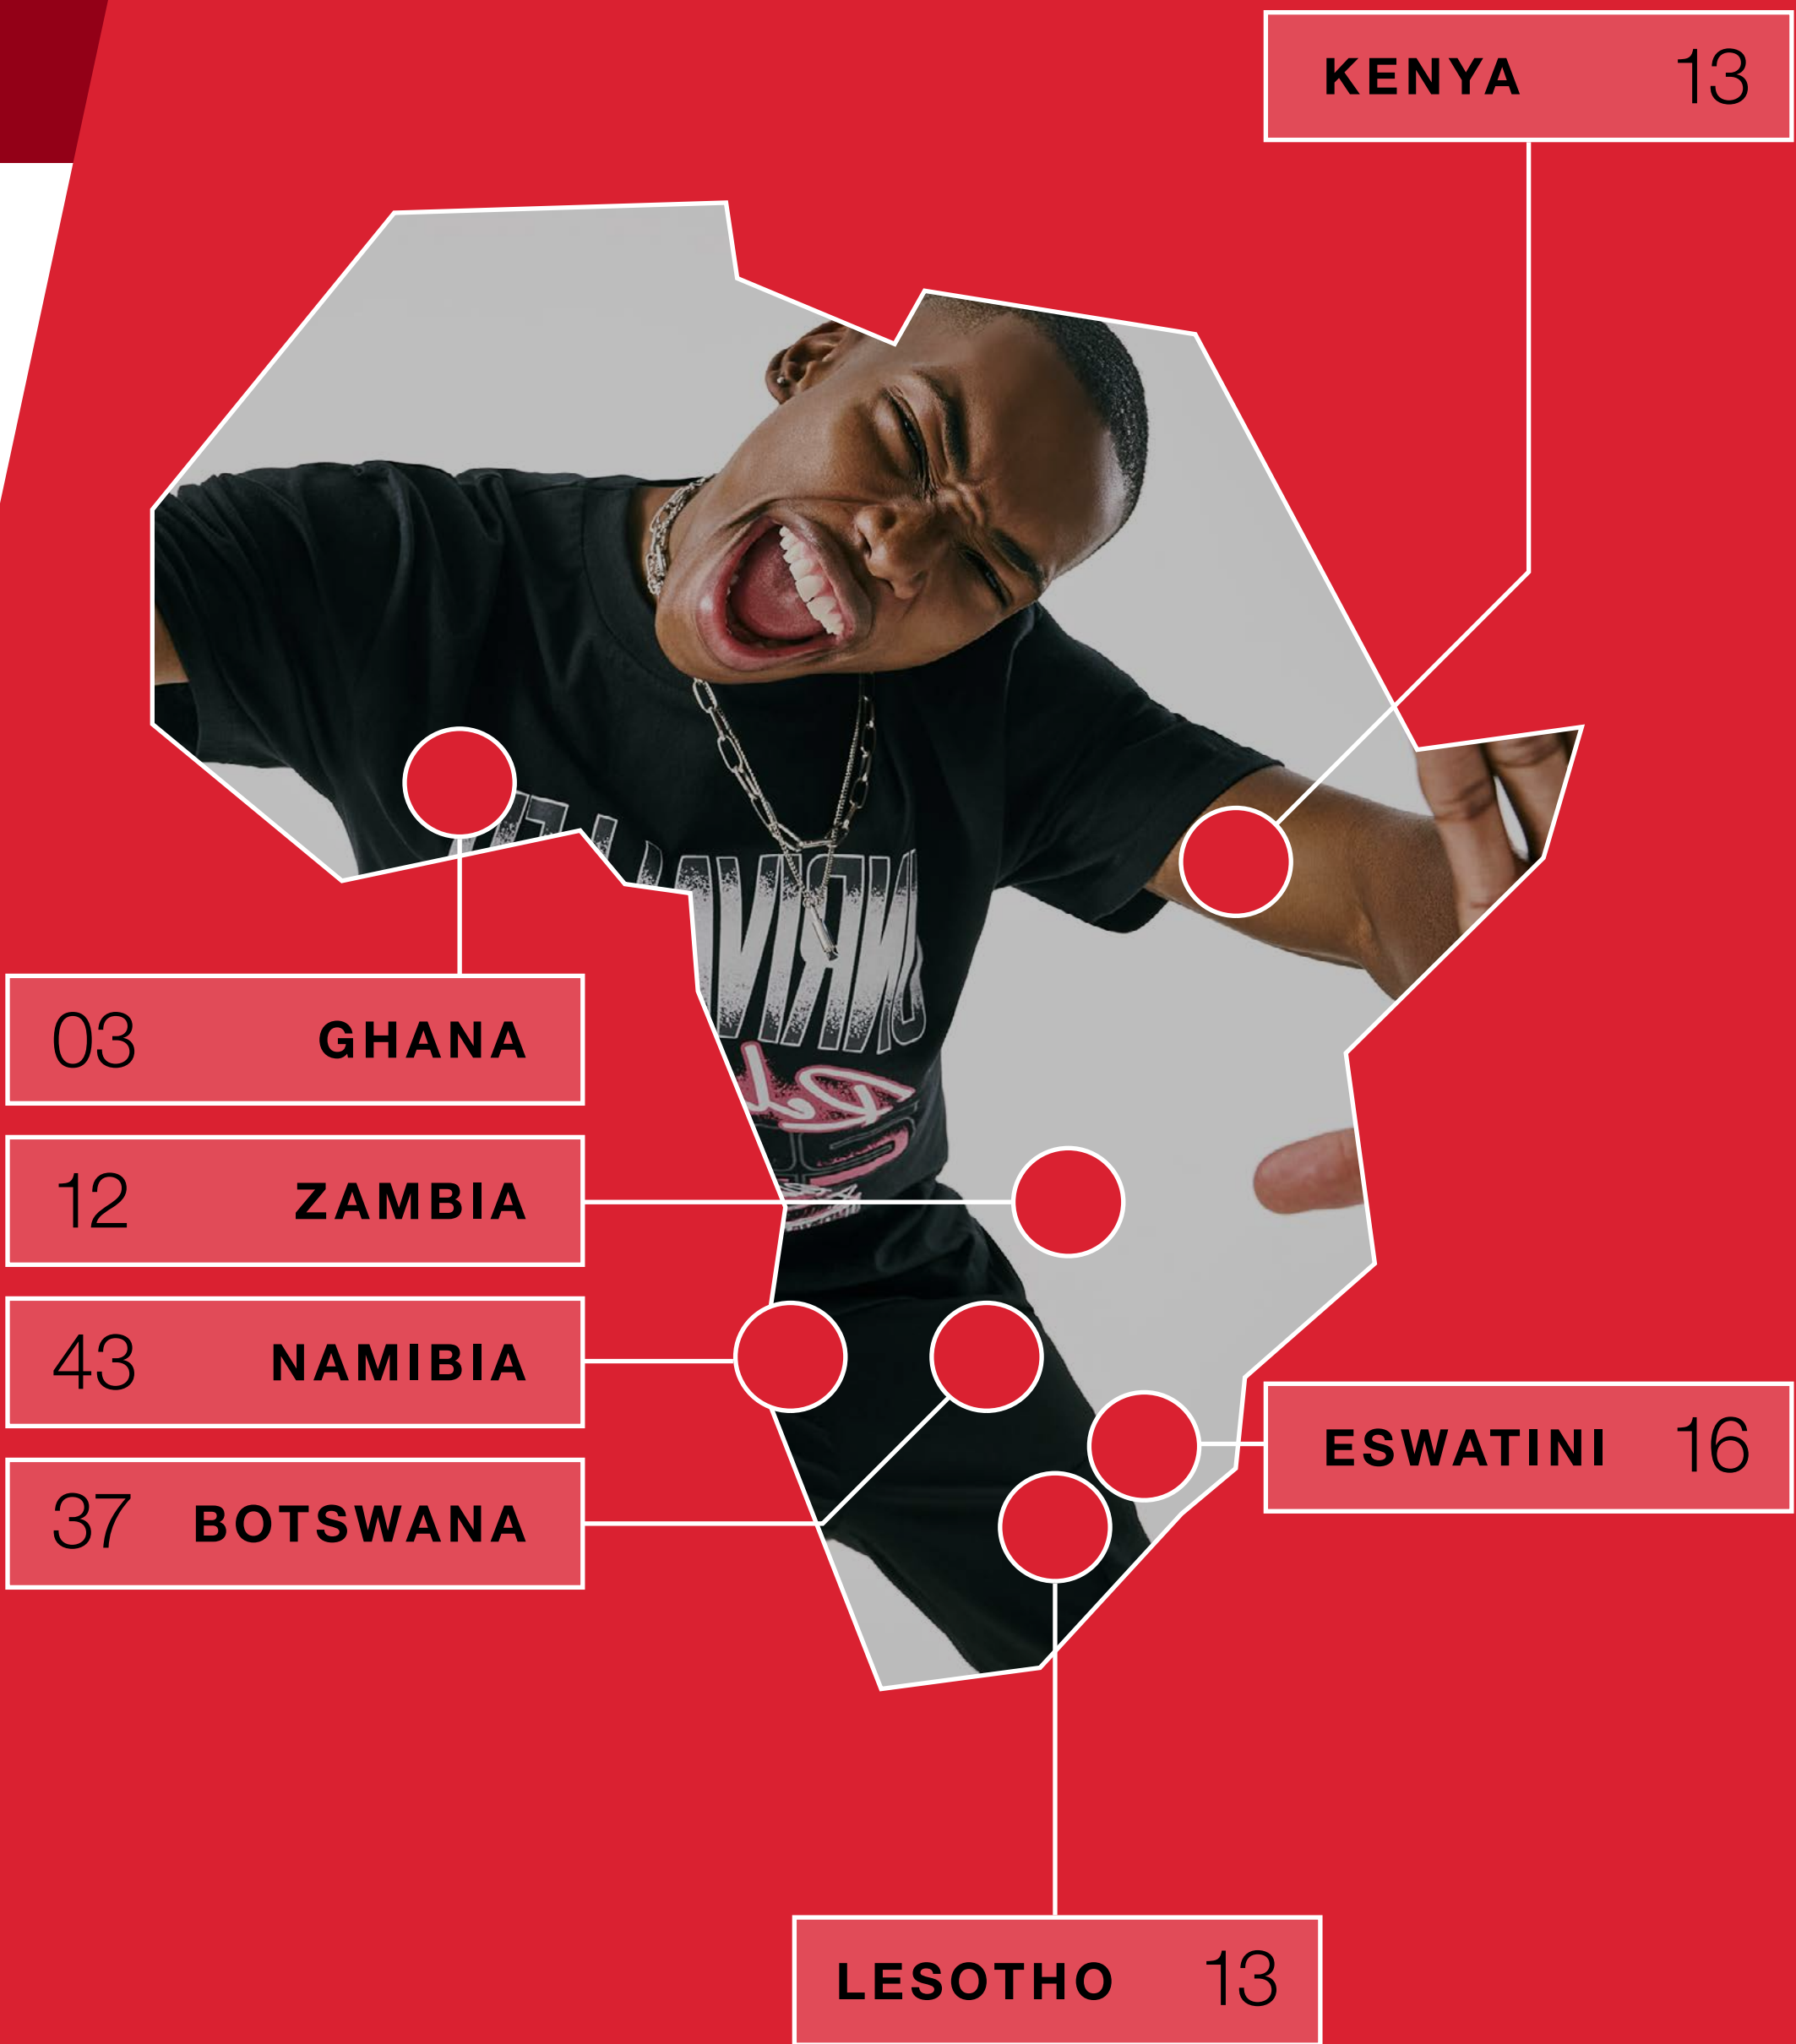 KENYA 13
03 GHANA
12 ZAMBIA
43 NAMIBIA
37 BOTSWANA
ESWATINI 16
LESOTHO 13